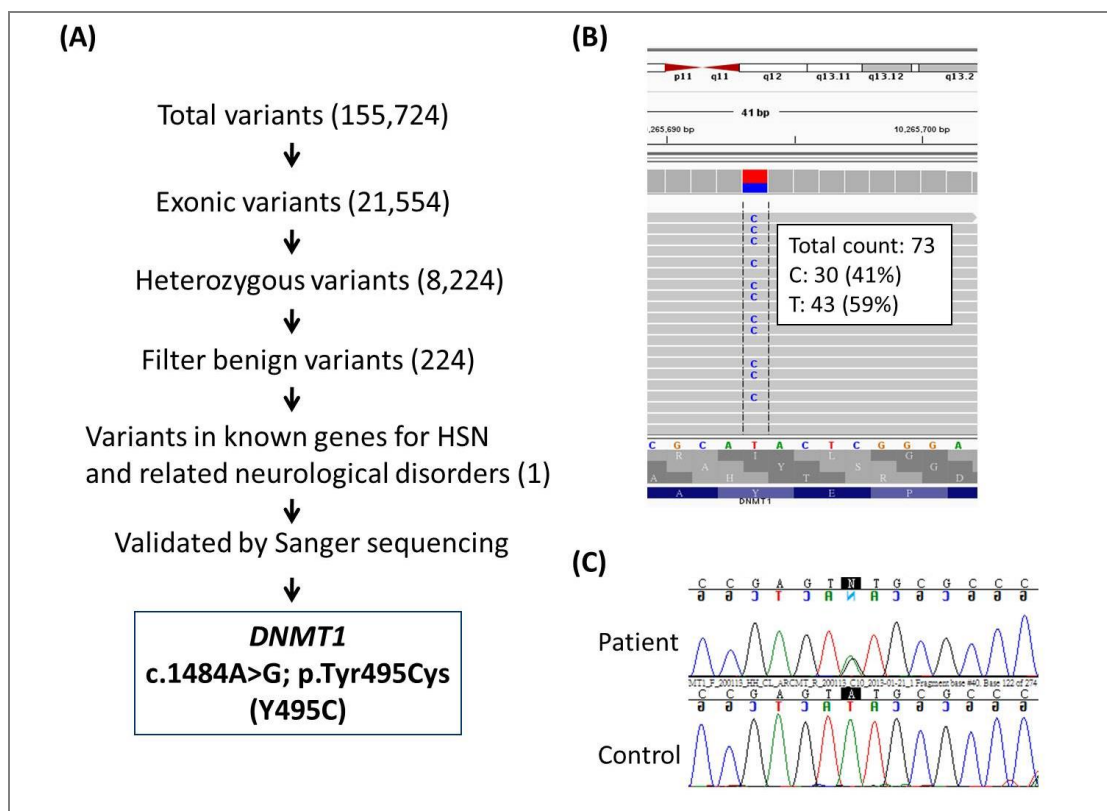 (A)
Total variants (155,724)
Exonic variants (21,554)
Heterozygous variants (8,224)
Filter benign variants (224)
Variants in known genes for HSN
and related neurological disorders (1)
Validated by Sanger sequencing
DNMT1
c.1484A>G; p.Tyr495Cys
(Y495C)
(B)
p11 q11 q12 q13.11 q13.12 q13.2
41 bp
,265,690 bp 10,265,700 bp
C
C
C
C
C
C
C
C
C
C
C
Total count: 73
C: 30 (41%)
T: 43 (59%)
C G C A T A C T C G G G A
R I L G
A H Y T S R G D
A Y E P
DNMT1
(C)
C C G A G T N T G C G C C C
Patient
C C G A G T A T G C G C C C
Control